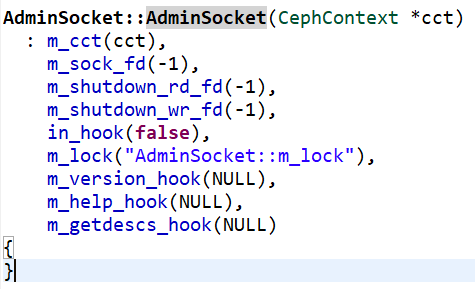 AdminSocket::AdminSocket(CephContext *cct)
  : m_cct(cct),
    m_sock_fd(-1),
    m_shutdown_rd_fd(-1),
    m_shutdown_wr_fd(-1),
    in_hook(false),
    m_lock("AdminSocket::m_lock"),
    m_version_hook(NULL),
    m_help_hook(NULL),
    m_getdescs_hook(NULL)
{
}